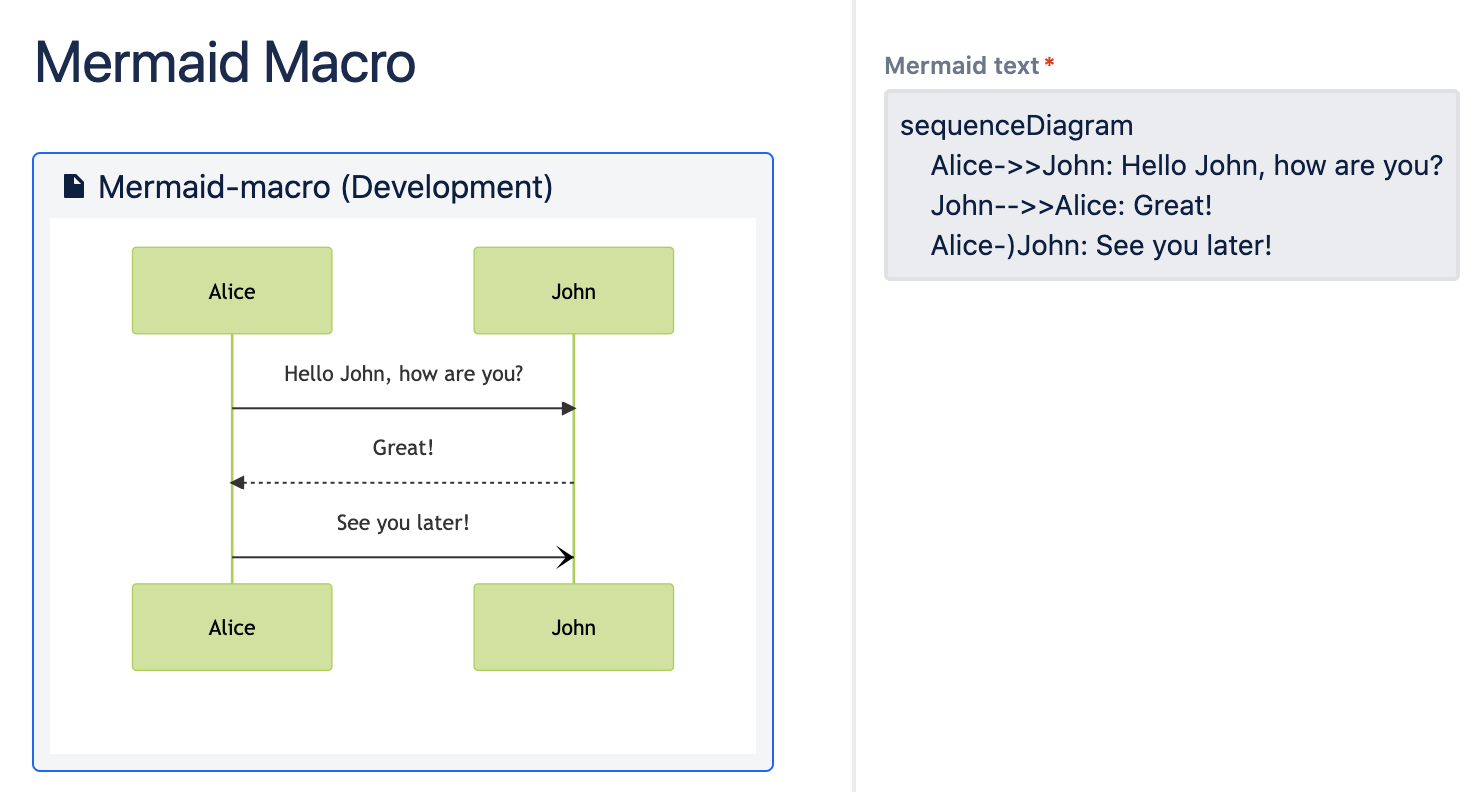 Mermaid Macro
Mermaid-macro (Development)
Alice
John
Hello John, how are you?
Great!
See you later!
Alice
John
Mermaid text*
sequenceDiagram
Alice->>John: Hello John, how are you?
John-->>Alice: Great!
Alice-)John: See you later!